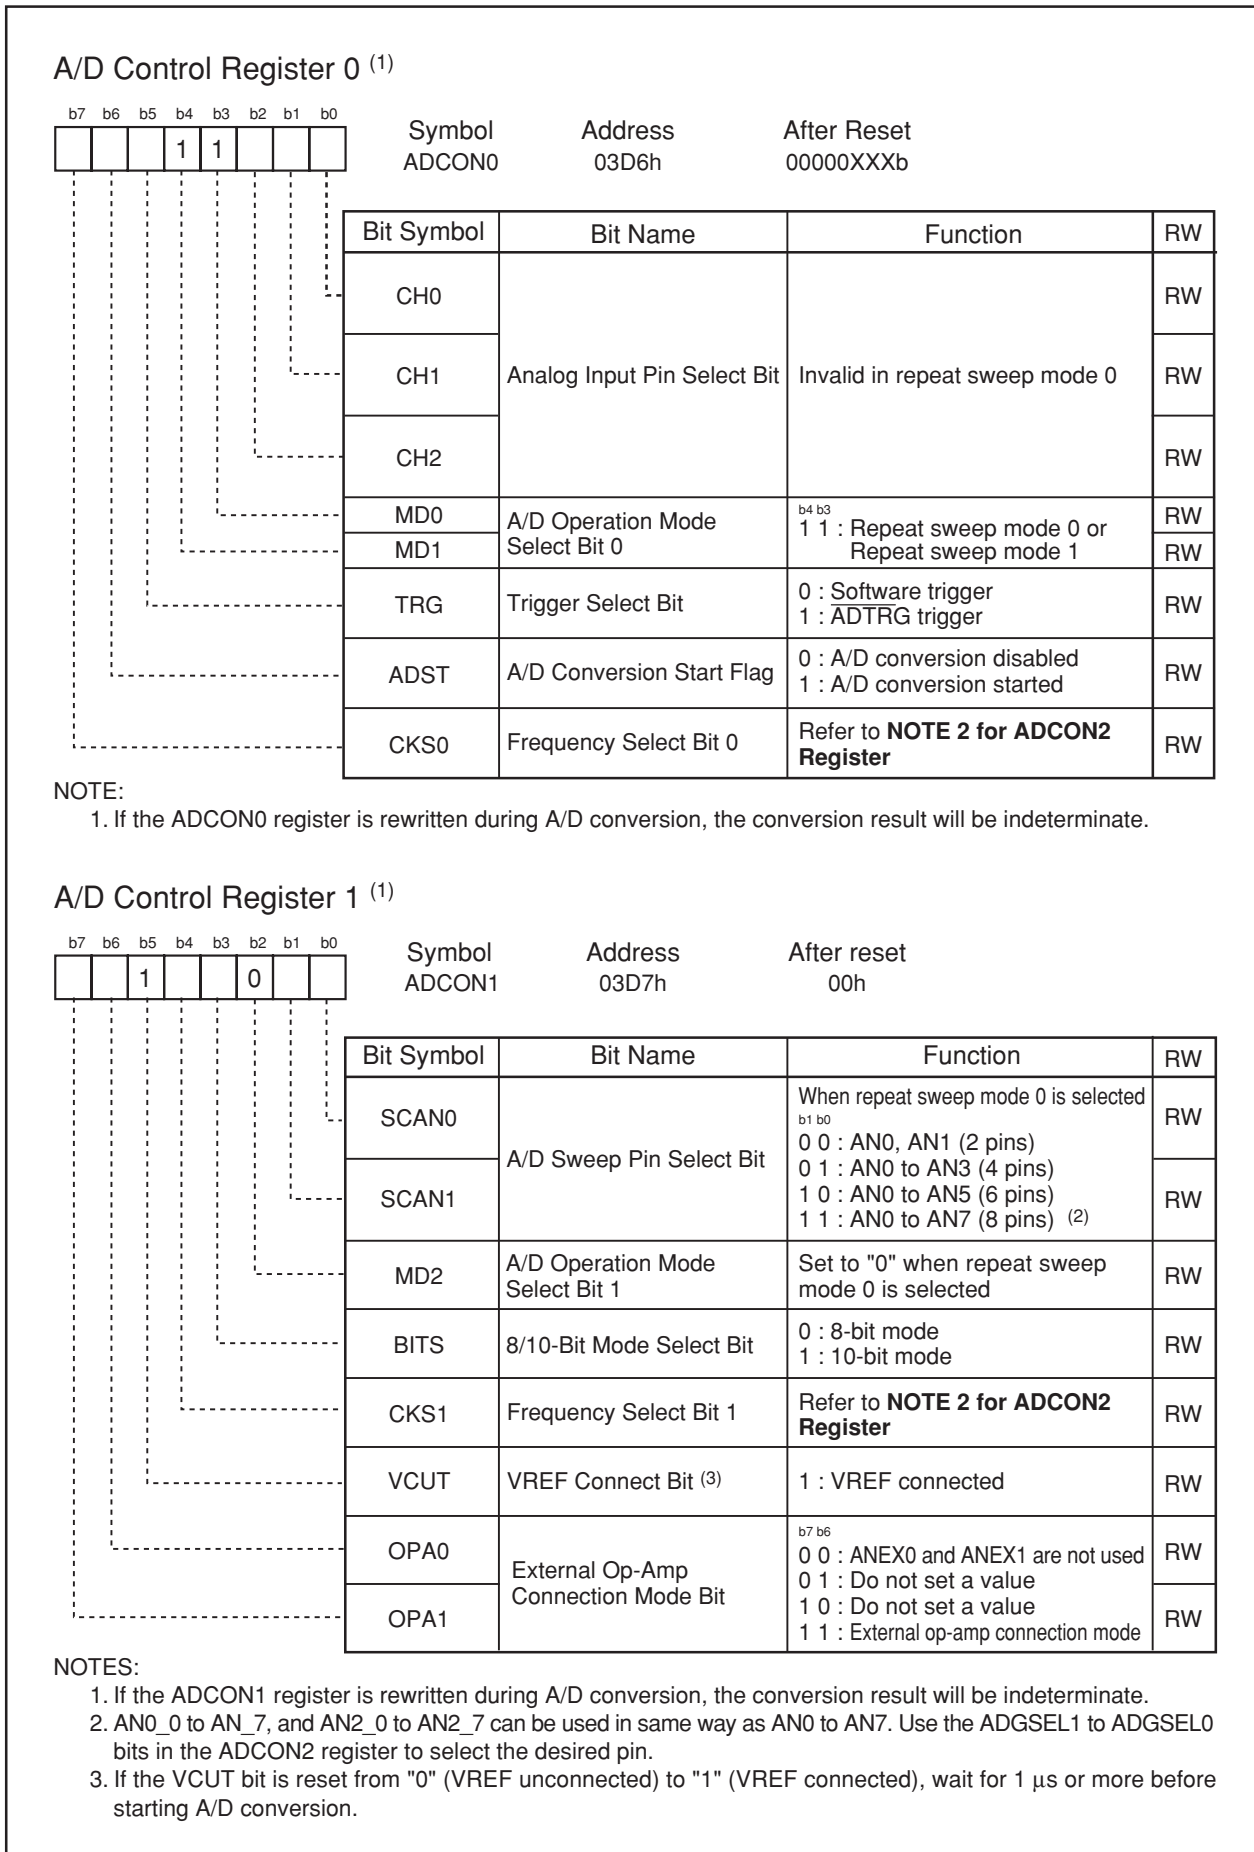 A/D Control Register 0 (1)
b7 b6 b5 b4 b3 b2 b1 b0
1 1
Symbol Address After Reset
ADCON0 03D6h 00000XXXb
Bit Symbol Bit Name Function RW
CH0 RW
CH1 Analog Input Pin Select Bit Invalid in repeat sweep mode 0 RW
CH2 RW
MD0 RW
MD1 RW
A/D Operation Mode
Select Bit 0
b4 b3
1 1 : Repeat sweep mode 0 or
Repeat sweep mode 1
TRG Trigger Select Bit RW
0 : Software trigger
1 : ADTRG trigger
ADST A/D Conversion Start Flag RW
0 : A/D conversion disabled
1 : A/D conversion started
CKS0 Frequency Select Bit 0 RW
Refer to NOTE 2 for ADCON2
Register
NOTE:
1. If the ADCON0 register is rewritten during A/D conversion, the conversion result will be indeterminate.
A/D Control Register 1 (1)
b7 b6 b5 b4 b3 b2 b1 b0
1 0
Symbol Address After reset
ADCON1 03D7h 00h
Bit Symbol Bit Name Function RW
SCAN0 RW
SCAN1 RW
A/D Sweep Pin Select Bit
When repeat sweep mode 0 is selected
b1 b0
0 0 : AN0, AN1 (2 pins)
0 1 : AN0 to AN3 (4 pins)
1 0 : AN0 to AN5 (6 pins)
1 1 : AN0 to AN7 (8 pins) (2)
MD2 RW
A/D Operation Mode
Select Bit 1
Set to "0" when repeat sweep
mode 0 is selected
BITS 8/10-Bit Mode Select Bit RW
0 : 8-bit mode
1 : 10-bit mode
CKS1 Frequency Select Bit 1 RW
Refer to NOTE 2 for ADCON2
Register
VCUT VREF Connect Bit (3) 1 : VREF connected RW
OPA0 RW
OPA1 RW
External Op-Amp
Connection Mode Bit
b7 b6
0 0 : ANEX0 and ANEX1 are not used
0 1 : Do not set a value
1 0 : Do not set a value
1 1 : External op-amp connection mode
NOTES:
1. If the ADCON1 register is rewritten during A/D conversion, the conversion result will be indeterminate.
2. AN0_0 to AN_7, and AN2_0 to AN2_7 can be used in same way as AN0 to AN7. Use the ADGSEL1 to ADGSEL0
bits in the ADCON2 register to select the desired pin.
3. If the VCUT bit is reset from "0" (VREF unconnected) to "1" (VREF connected), wait for 1 µs or more before
starting A/D conversion.